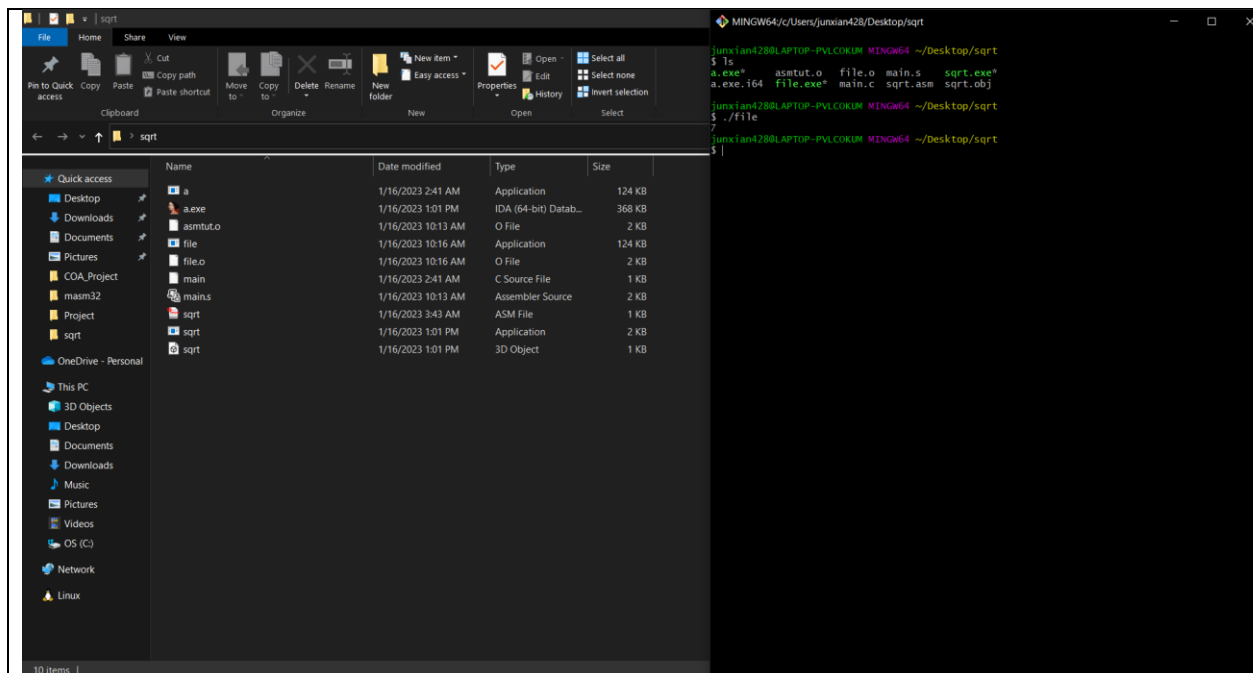 sqrt
File Home Share View
Pin to Quick access
Copy
Paste
Cut
Copy path
Paste shortcut
Clipboard
Move to
Copy to
Delete
Rename
Organize
New folder
New item
Easy access
New
Properties
Open
Edit
History
Open
Select all
Select none
Invert selection
Select
sqrt
Quick access
Desktop
Downloads
Documents
Pictures
COA_Project
masm32
Project
sqrt
OneDrive - Personal
This PC
3D Objects
Desktop
Documents
Downloads
Music
Pictures
Videos
OS (C:)
Network
Linux
Name Date modified Type Size
a 1/16/2023 2:41 AM Application 124 KB
a.exe 1/16/2023 1:01 PM IDA (64-bit) Datab... 368 KB
asmtut.o 1/16/2023 10:13 AM O File 2 KB
file 1/16/2023 10:16 AM Application 124 KB
file.o 1/16/2023 10:16 AM O File 2 KB
main 1/16/2023 2:41 AM C Source File 1 KB
main.s 1/16/2023 10:13 AM Assembler Source 2 KB
sqrt 1/16/2023 3:43 AM ASM File 1 KB
sqrt 1/16/2023 1:01 PM Application 2 KB
sqrt 1/16/2023 1:01 PM 3D Object 1 KB
10 items
MINGW64:/c/Users/junxian428/Desktop/sqrt
junxian428@LAPTOP-PVLCOKUM MINGW64 ~/Desktop/sqrt
$ ls
a.exe* asmtut.o file.o main.s sqrt.exe*
a.exe.i64 file.exe* main.c sqrt.asm sqrt.obj
junxian428@LAPTOP-PVLCOKUM MINGW64 ~/Desktop/sqrt
$ ./file
7
junxian428@LAPTOP-PVLCOKUM MINGW64 ~/Desktop/sqrt
$